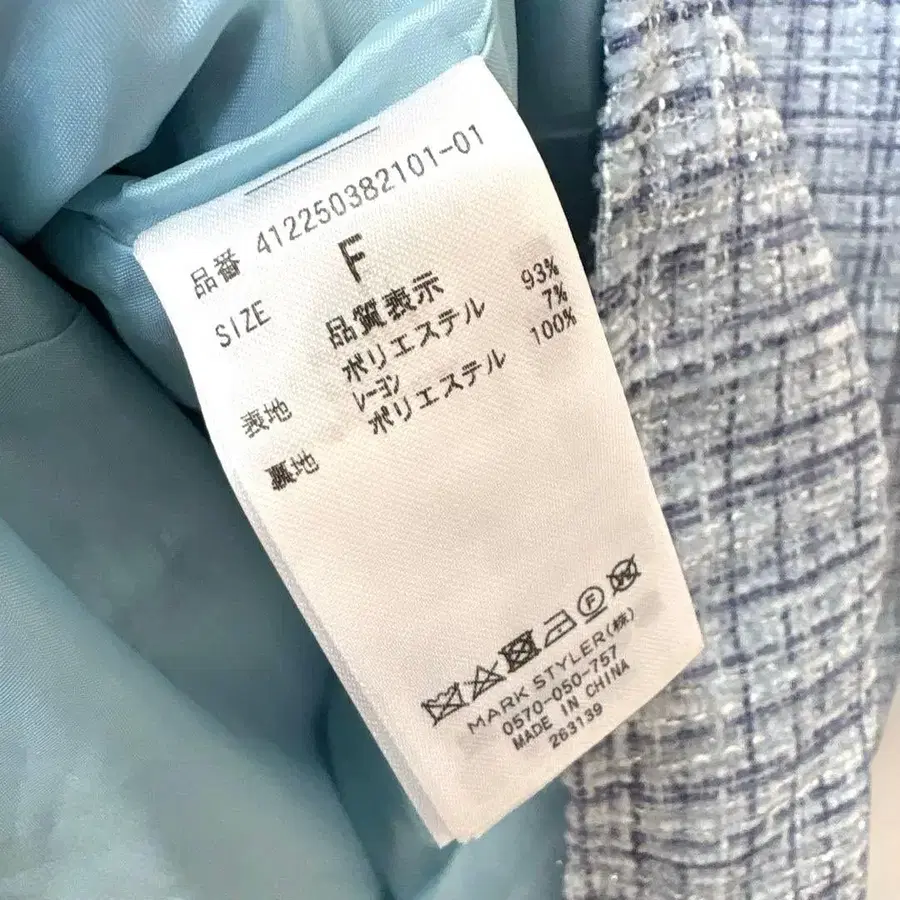 品番 412250382101-01
SIZE F
品質表示
表地 ポリエステル 93%
レーヨン 7%
裏地 ポリエステル 100%
MARK STYLER(株)
0570-050-757
MADE IN CHINA
263139